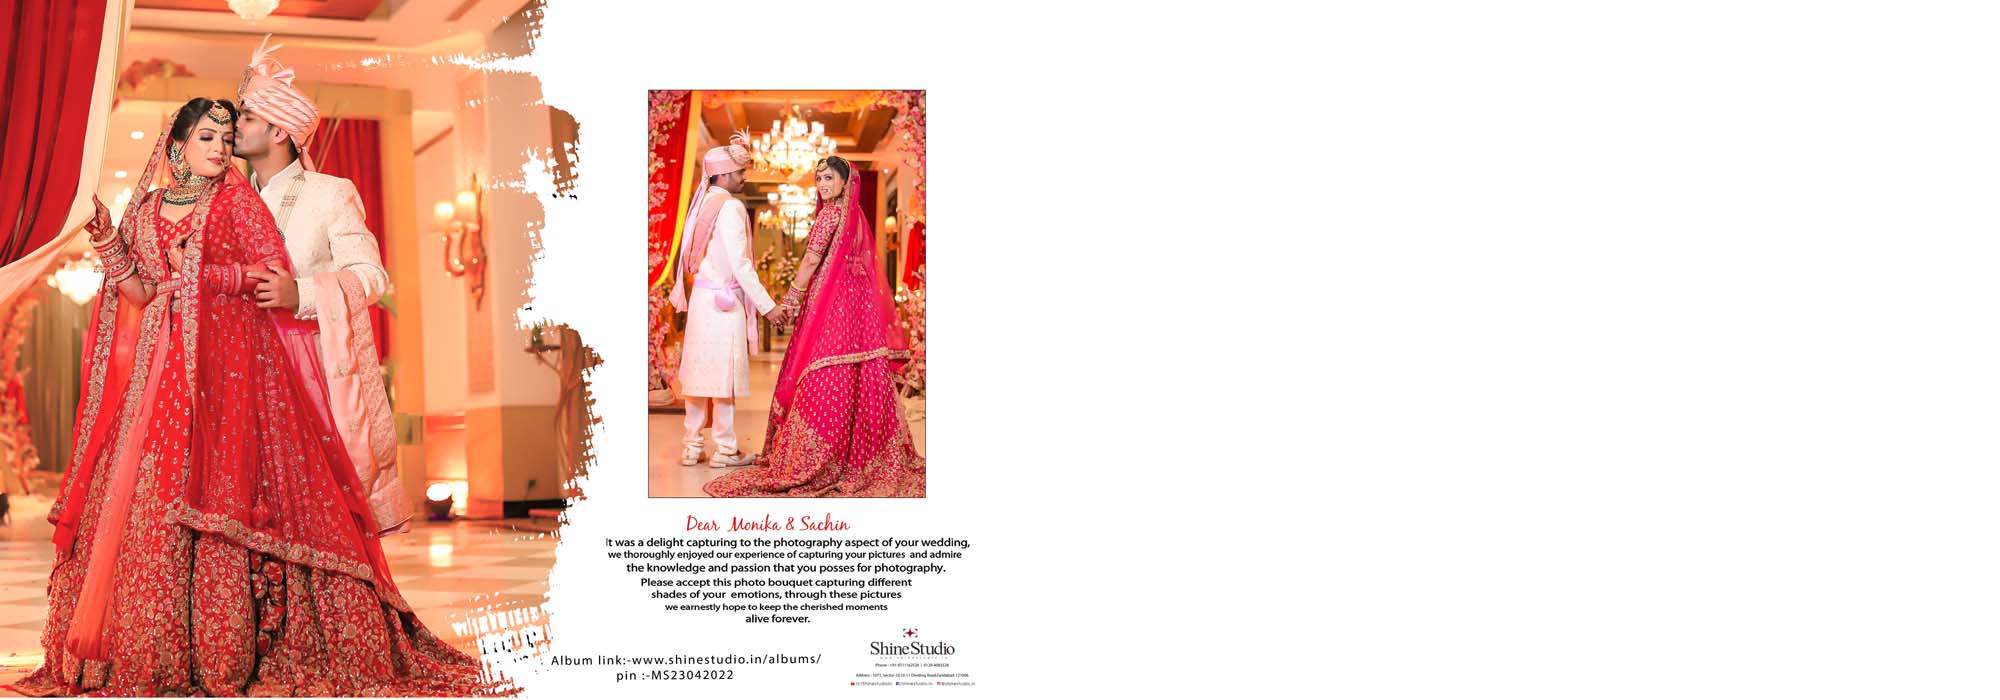 Dear Monika & Sachin
It was a delight capturing to the photography aspect of your wedding,
we thoroughly enjoyed our experience of capturing your pictures and admire
the knowledge and passion that you posses for photography.
Please accept this photo bouquet capturing different
shades of your emotions, through these pictures
we earnestly hope to keep the cherished moments
alive forever.
ShineStudio
Album link:-www.shinestudio.in/albums/
pin :-MS23042022